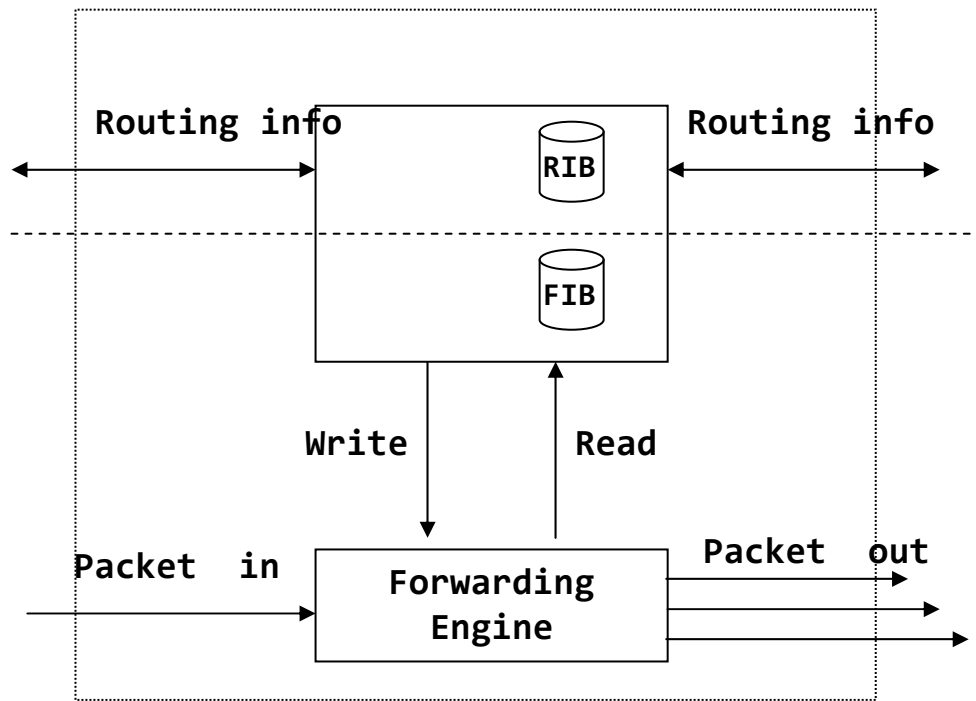 Routing info
Routing info
RIB
FIB
Write
Read
Packet in
Packet out
Forwarding
Engine